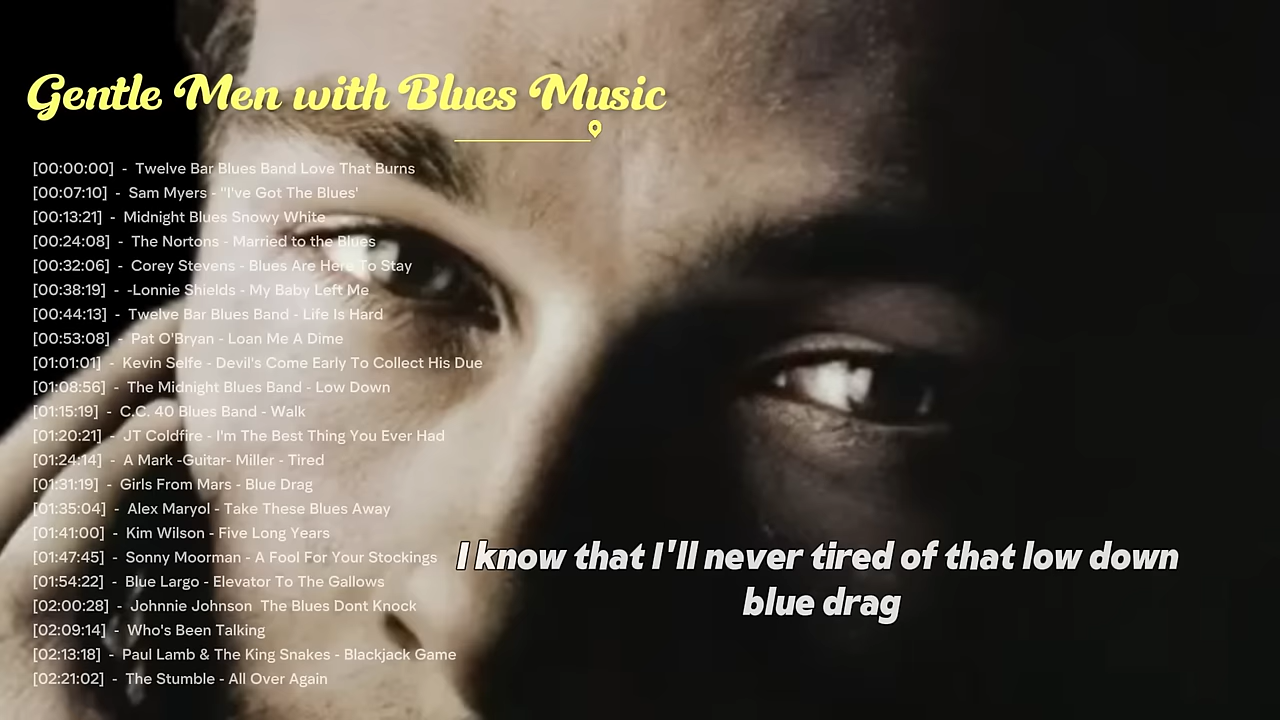 Gentle Men with Blues Music
[00:00:00] - Twelve Bar Blues Band Love That Burns
[00:07:10] - Sam Myers - "I've Got The Blues'
[00:13:21] - Midnight Blues Snowy White
[00:24:08] - The Nortons - Married to the Blues
[00:32:06] - Corey Stevens - Blues Are Here To Stay
[00:38:19] - -Lonnie Shields - My Baby Left Me
[00:44:13] - Twelve Bar Blues Band - Life Is Hard
[00:53:08] - Pat O'Bryan - Loan Me A Dime
[01:01:01] - Kevin Selfe - Devil's Come Early To Collect His Due
[01:08:56] - The Midnight Blues Band - Low Down
[01:15:19] - C.C. 40 Blues Band - Walk
[01:20:21] - JT Coldfire - I'm The Best Thing You Ever Had
[01:24:14] - A Mark -Guitar- Miller - Tired
[01:31:19] - Girls From Mars - Blue Drag
[01:35:04] - Alex Maryol - Take These Blues Away
[01:41:00] - Kim Wilson - Five Long Years
[01:47:45] - Sonny Moorman - A Fool For Your Stockings
[01:54:22] - Blue Largo - Elevator To The Gallows
[02:00:28] - Johnnie Johnson The Blues Dont Knock
[02:09:14] - Who's Been Talking
[02:13:18] - Paul Lamb & The King Snakes - Blackjack Game
[02:21:02] - The Stumble - All Over Again
I know that I'll never tired of that low down
blue drag